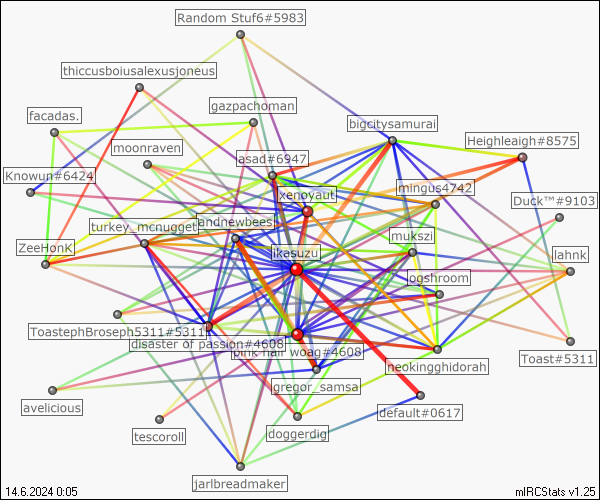 Random Stuf6#5983
thiccusboiusalexusjoneus
gazpachoman
facadas.
bigcitysamurai
Heighleaigh#8575
moonraven
asad#6947
Knowun#6424
xenoyaut
mingus4742
Duck™#9103
turkey_mcnugget
andnewbees
mukszi
ZeeHonK
ikasuzu
lahnk
ogshroom
ToastephBroseph5311#5311
disaster of passion#4608
pink hair woag#4608
Toast#5311
neokingghidorah
gregor_samsa
avelicious
default#0617
tescoroll
doggerdig
jarlbreadmaker
14.6.2024 0:05
mIRCStats v1.25